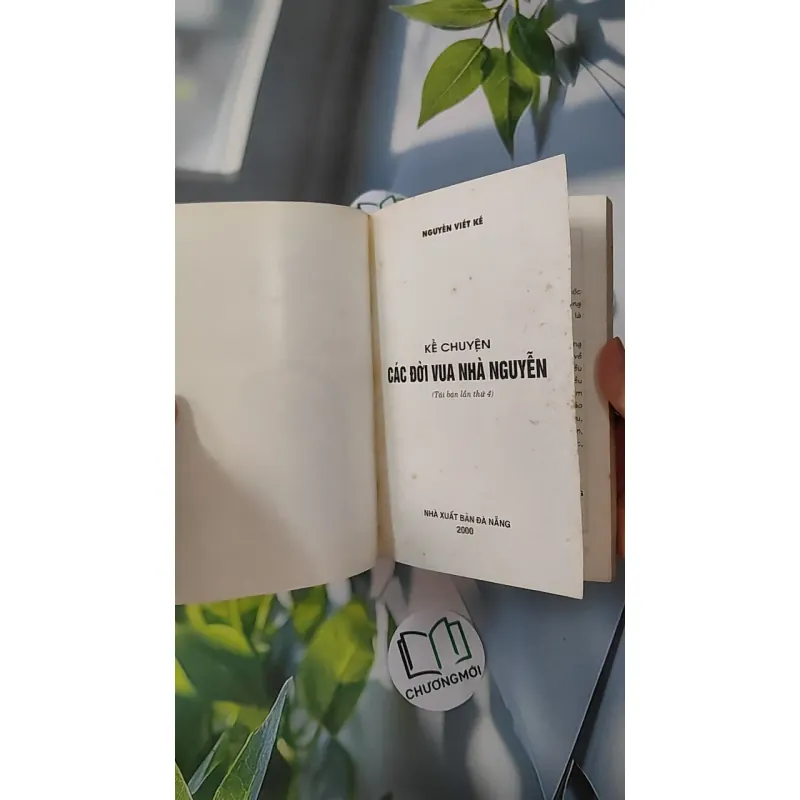 NGUYỄN VIẾT KẾ
KỂ CHUYỆN
CÁC ĐỜI VUA NHÀ NGUYỄN
(Tái bản lần thứ 4)
NHÀ XUẤT BẢN ĐÀ NẴNG
2000
CHƯƠNGMỚI